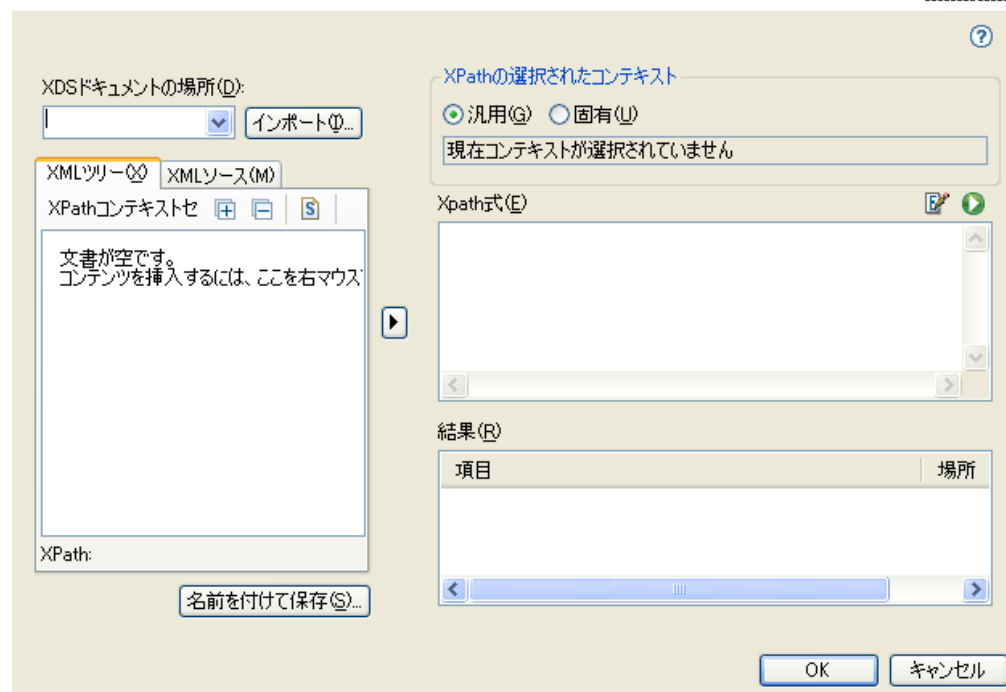 XDSドキュメントの場所(D):
インポート(I)...
XMLツリー(X)
XMLソース(M)
XPathコンテキストセ
文書が空です。
コンテンツを挿入するには、ここを右マウス
XPath:
名前を付けて保存(S)...
XPathの選択されたコンテキスト
汎用(G)
固有(U)
現在コンテキストが選択されていません
Xpath式(E)
結果(R)
項目
場所
OK
キャンセル